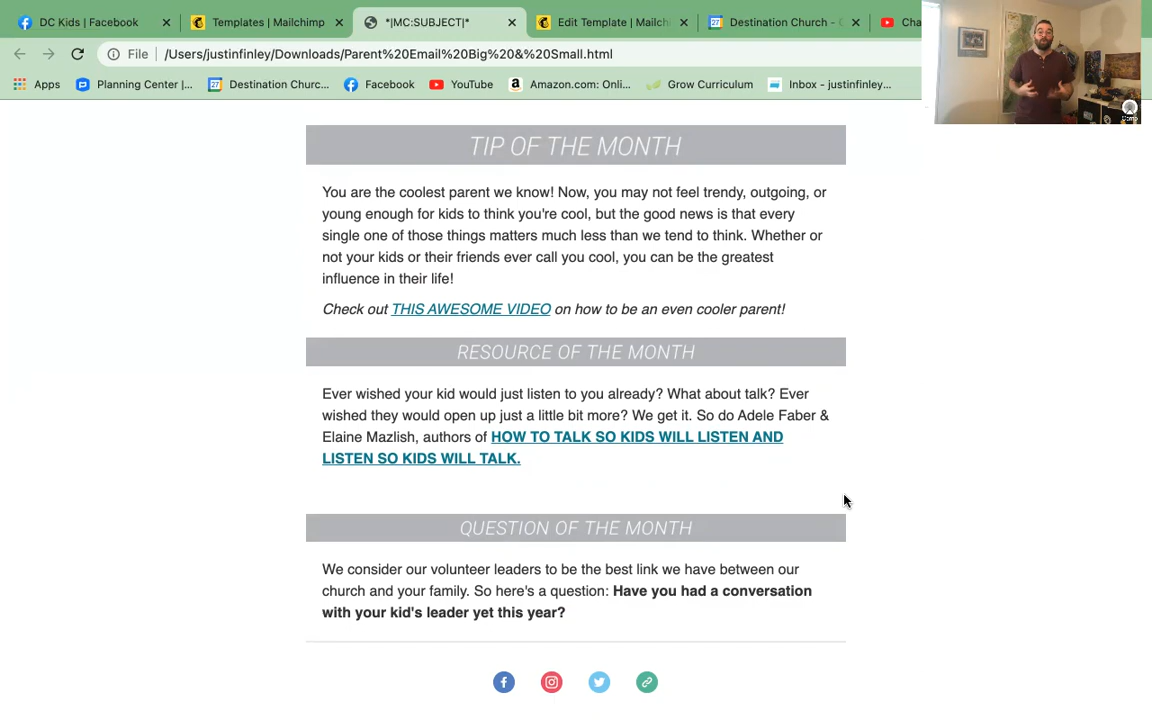 DC Kids | Facebook
Templates | Mailchimp
*|MC:SUBJECT|*
Edit Template | Mailch
Destination Church -
Cha
File /Users/justinfinley/Downloads/Parent%20Email%20Big%20&%20Small.html
Apps
Planning Center |...
Destination Churc...
Facebook
YouTube
Amazon.com: Onli...
Grow Curriculum
Inbox - justinfinley...
TIP OF THE MONTH
You are the coolest parent we know! Now, you may not feel trendy, outgoing, or
young enough for kids to think you're cool, but the good news is that every
single one of those things matters much less than we tend to think. Whether or
not your kids or their friends ever call you cool, you can be the greatest
influence in their life!
Check out THIS AWESOME VIDEO on how to be an even cooler parent!
RESOURCE OF THE MONTH
Ever wished your kid would just listen to you already? What about talk? Ever
wished they would open up just a little bit more? We get it. So do Adele Faber &
Elaine Mazlish, authors of HOW TO TALK SO KIDS WILL LISTEN AND
LISTEN SO KIDS WILL TALK.
QUESTION OF THE MONTH
We consider our volunteer leaders to be the best link we have between our
church and your family. So here's a question: Have you had a conversation
with your kid's leader yet this year?